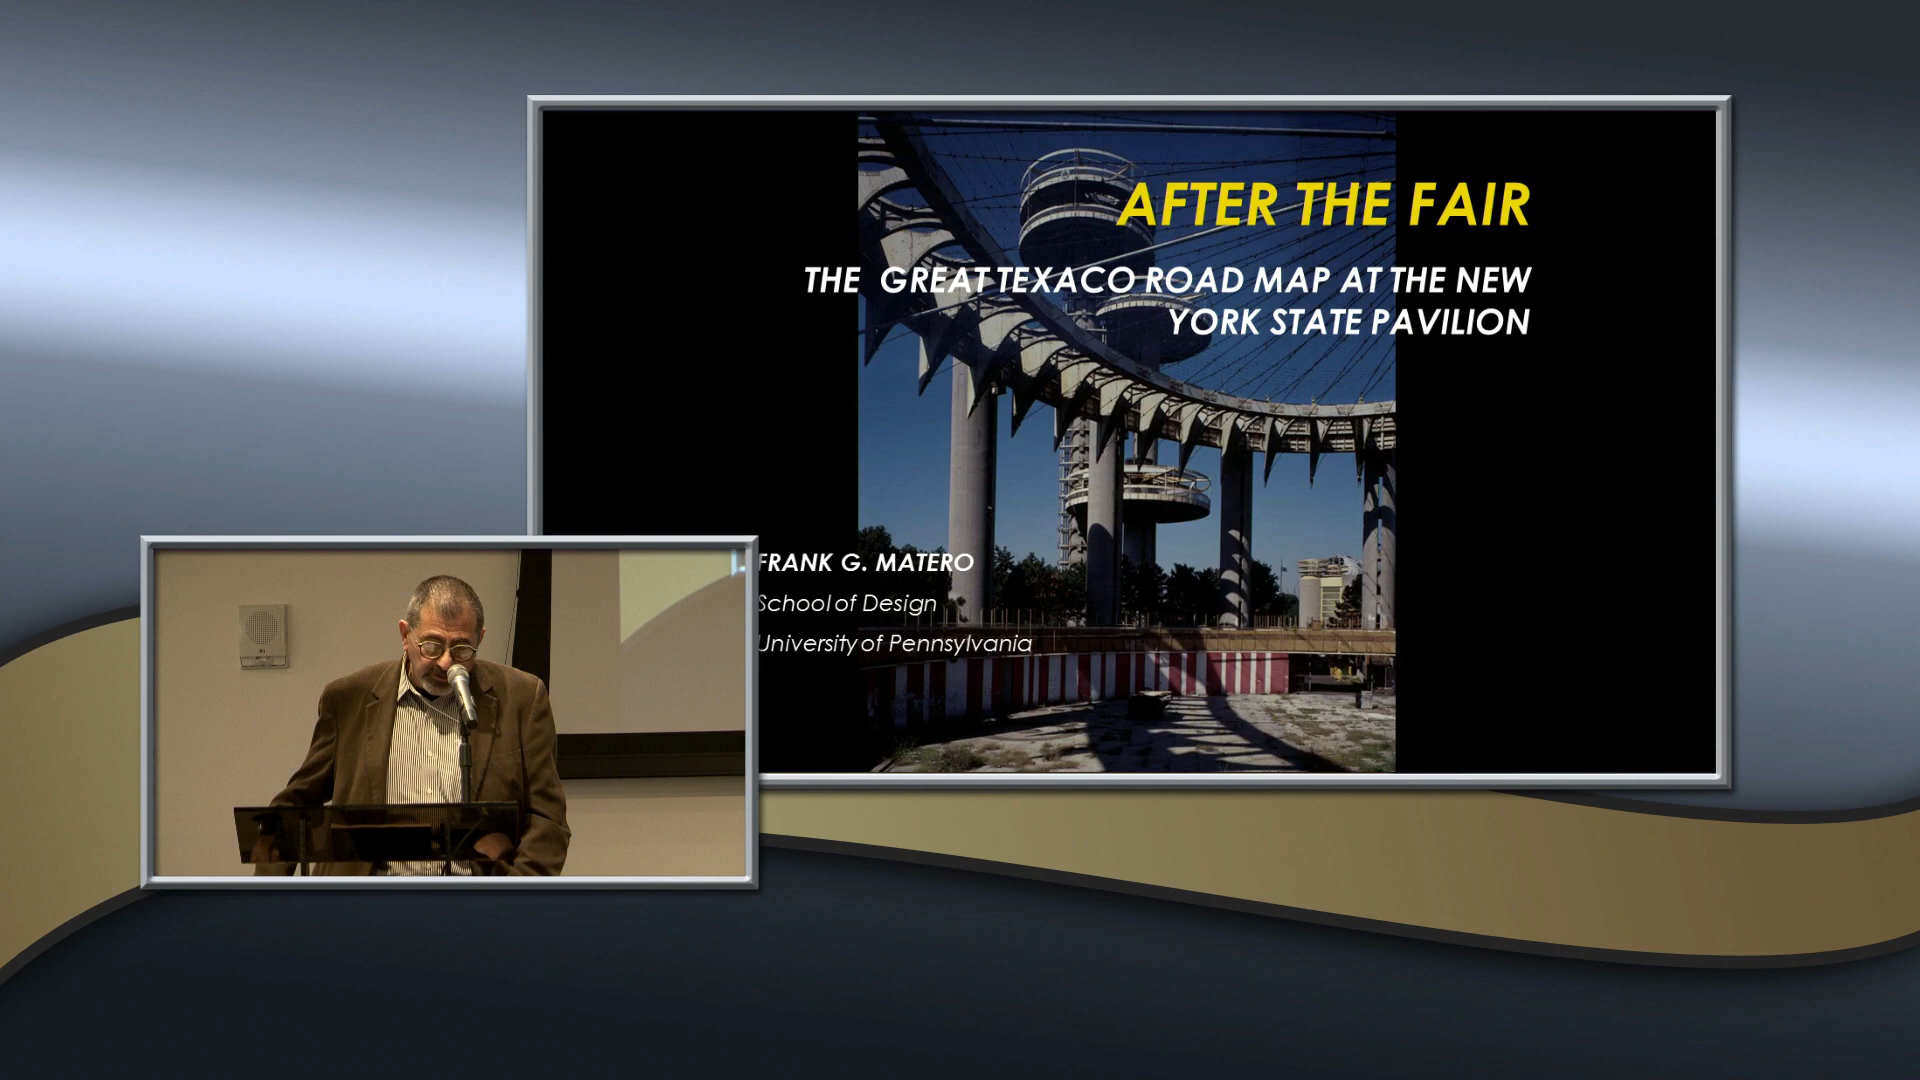 AFTER THE FAIR
THE GREAT TEXACO ROAD MAP AT THE NEW
YORK STATE PAVILION
FRANK G. MATERO
School of Design
University of Pennsylvania